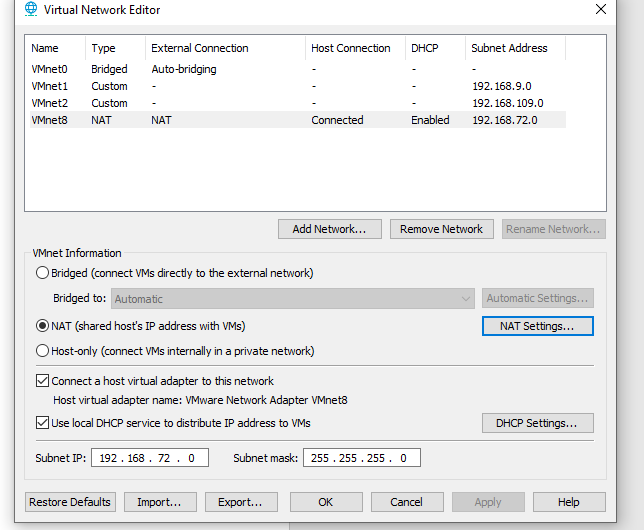 Virtual Network Editor
Name Type External Connection Host Connection DHCP Subnet Address
VMnet0 Bridged Auto-bridging - - -
VMnet1 Custom - - - 192.168.9.0
VMnet2 Custom - - - 192.168.109.0
VMnet8 NAT NAT Connected Enabled 192.168.72.0
Add Network... Remove Network Rename Network...
VMnet Information
Bridged (connect VMs directly to the external network)
Bridged to: Automatic Automatic Settings...
NAT (shared host's IP address with VMs) NAT Settings...
Host-only (connect VMs internally in a private network)
Connect a host virtual adapter to this network
Host virtual adapter name: VMware Network Adapter VMnet8
Use local DHCP service to distribute IP address to VMs DHCP Settings...
Subnet IP: 192 . 168 . 72 . 0 Subnet mask: 255 . 255 . 255 . 0
Restore Defaults Import... Export... OK Cancel Apply Help